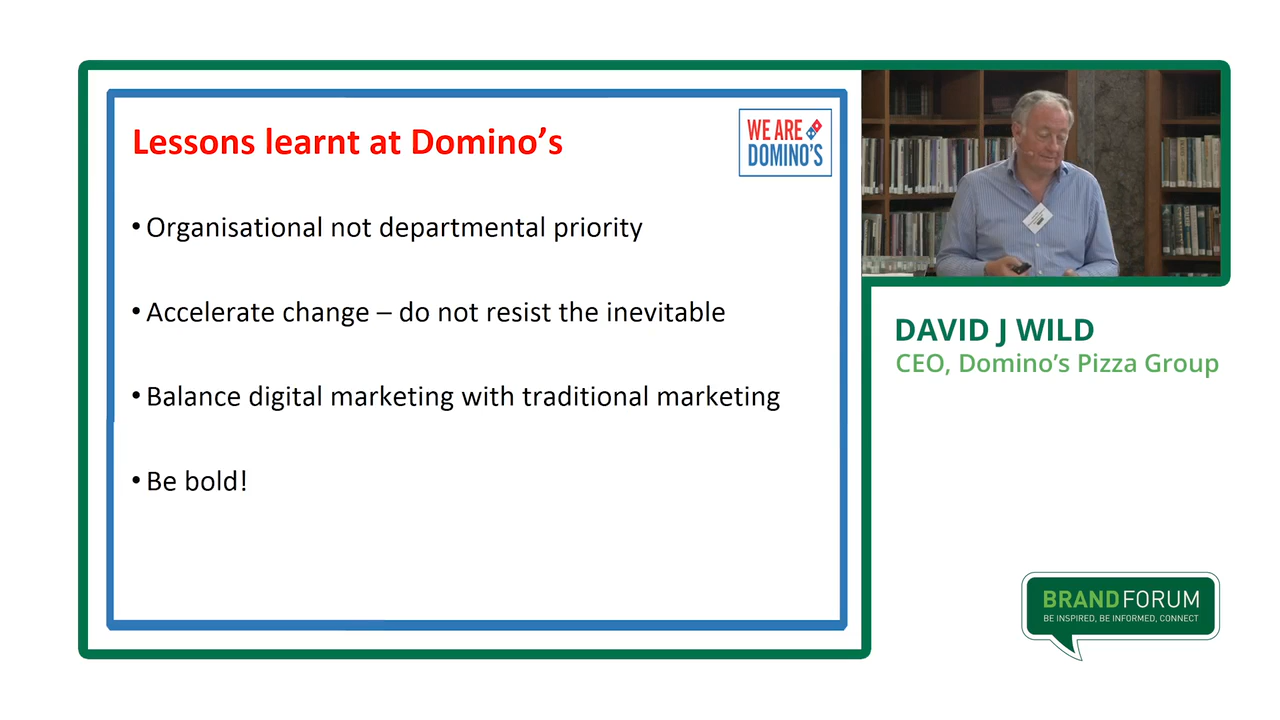 Lessons learnt at Domino's
WE ARE
DOMINO'S
• Organisational not departmental priority
• Accelerate change – do not resist the inevitable
• Balance digital marketing with traditional marketing
• Be bold!
DAVID J WILD
CEO, Domino's Pizza Group
BRANDFORUM
BE INSPIRED, BE INFORMED, CONNECT